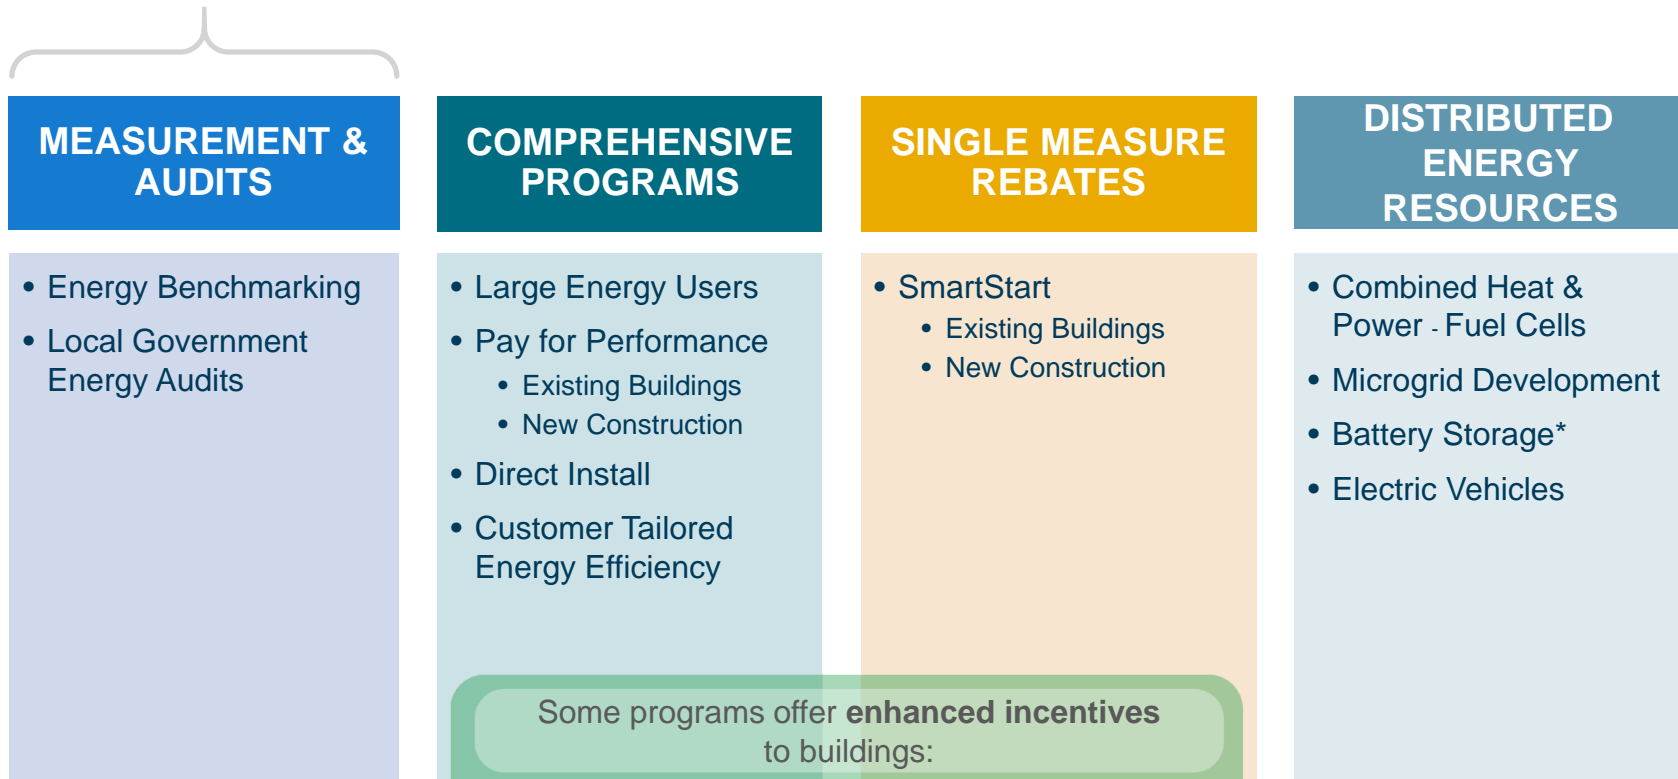 MEASUREMENT &
AUDITS
• Energy Benchmarking
• Local Government
Energy Audits
COMPREHENSIVE
PROGRAMS
• Large Energy Users
• Pay for Performance
• Existing Buildings
• New Construction
• Direct Install
• Customer Tailored
Energy Efficiency
SINGLE MEASURE
REBATES
• SmartStart
• Existing Buildings
• New Construction
DISTRIBUTED
ENERGY
RESOURCES
• Combined Heat &
Power - Fuel Cells
• Microgrid Development
• Battery Storage*
• Electric Vehicles
Some programs offer enhanced incentives
to buildings: